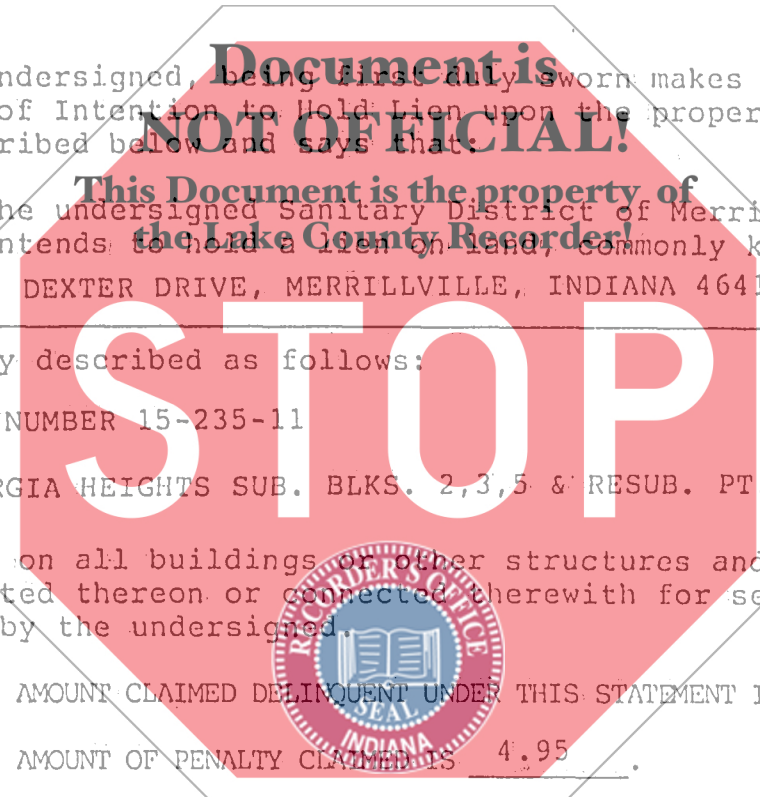 Document is
ndersigned, being first duly sworn makes
of Intention to Hold Lien upon the proper
NOT OFFICIAL!
ribed below and says that:
This Document is the property of
he undersigned Sanitary District of Merri
the Lake County Recorder!
ntends to hold a lien on land, commonly k
DEXTER DRIVE, MERRILLVILLE, INDIANA 4641
STOP
y described as follows:
NUMBER 15-235-11
RGIA HEIGHTS SUB. BLKS. 2,3,5 & RESUB. PT
on all buildings or other structures and
ted thereon or connected therewith for se
by the undersigned.
RECORDER'S OFFICE
SEAL
INDIANA
AMOUNT CLAIMED DELINQUENT UNDER THIS STATEMENT I
AMOUNT OF PENALTY CLAIMED IS 4.95.